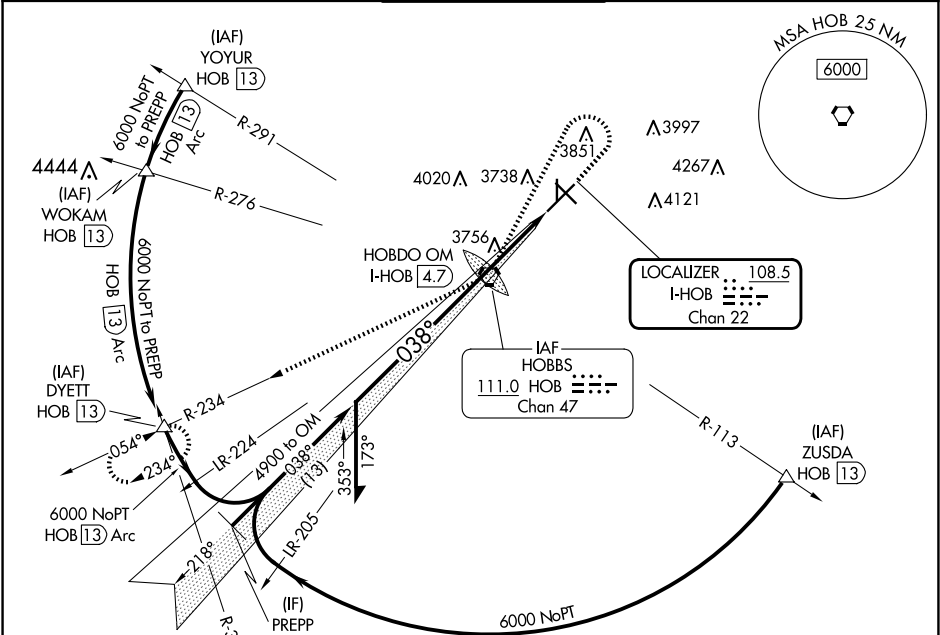 MSA HOB 25 NM
6000
(IAF)
YOYUR
HOB 13
6000 NoPT
to PREPP
HOB 13
Arc
R-291
4444
(IAF)
WOKAM
HOB 13
R-276
4020
3738
3851
3997
4267
4121
HOBDO OM
I-HOB 4.7
3756
LOCALIZER 108.5
I-HOB
Chan 22
6000 NoPT to PREPP
HOB 13 Arc
038°
IAF
HOBBS
111.0 HOB
Chan 47
(IAF)
DYETT
HOB 13
R-234
R-113
(IAF)
ZUSDA
HOB 13
054°
234°
LR-224
4900 to OM
038°
(13)
353°
173°
6000 NoPT
HOB 13 Arc
LR-205
218°
(IF)
PREPP
6000 NoPT